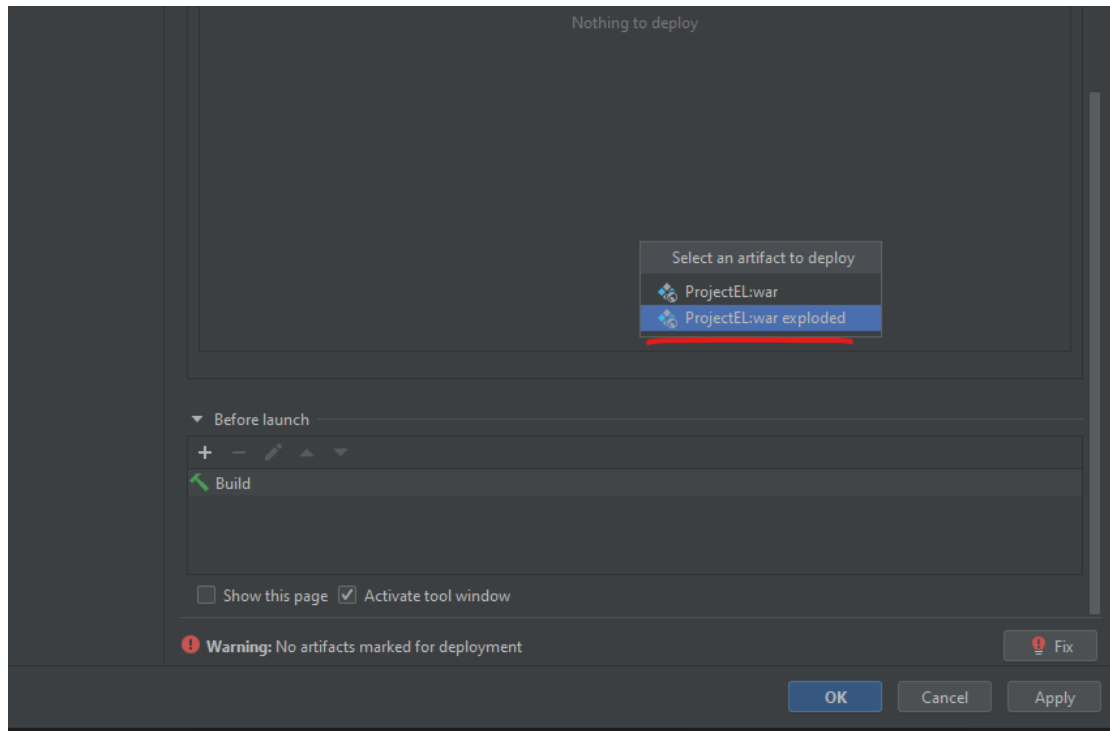 Nothing to deploy
Select an artifact to deploy
ProjectEL:war
ProjectEL:war exploded
Before launch
Build
Show this page Activate tool window
Warning: No artifacts marked for deployment Fix
OK Cancel Apply